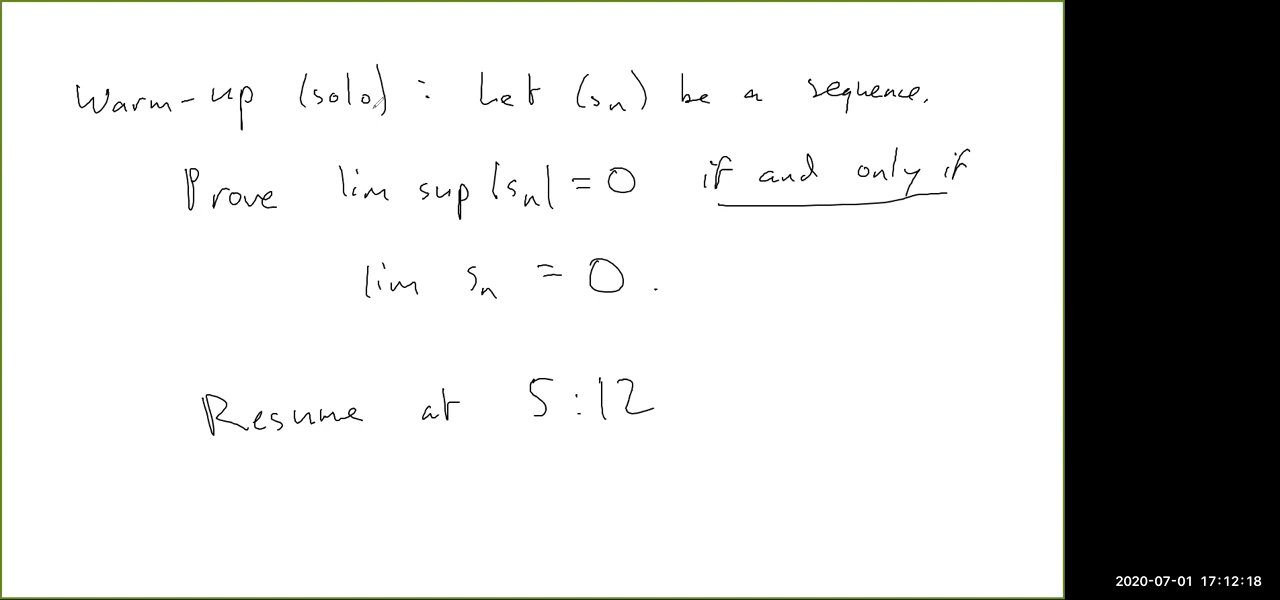 Warm-up (solo) : Let (sn) be a sequence.
Prove lim sup |sn| = 0 if and only if
lim sn = 0.
Resume at 5:12
2020-07-01 17:12:18